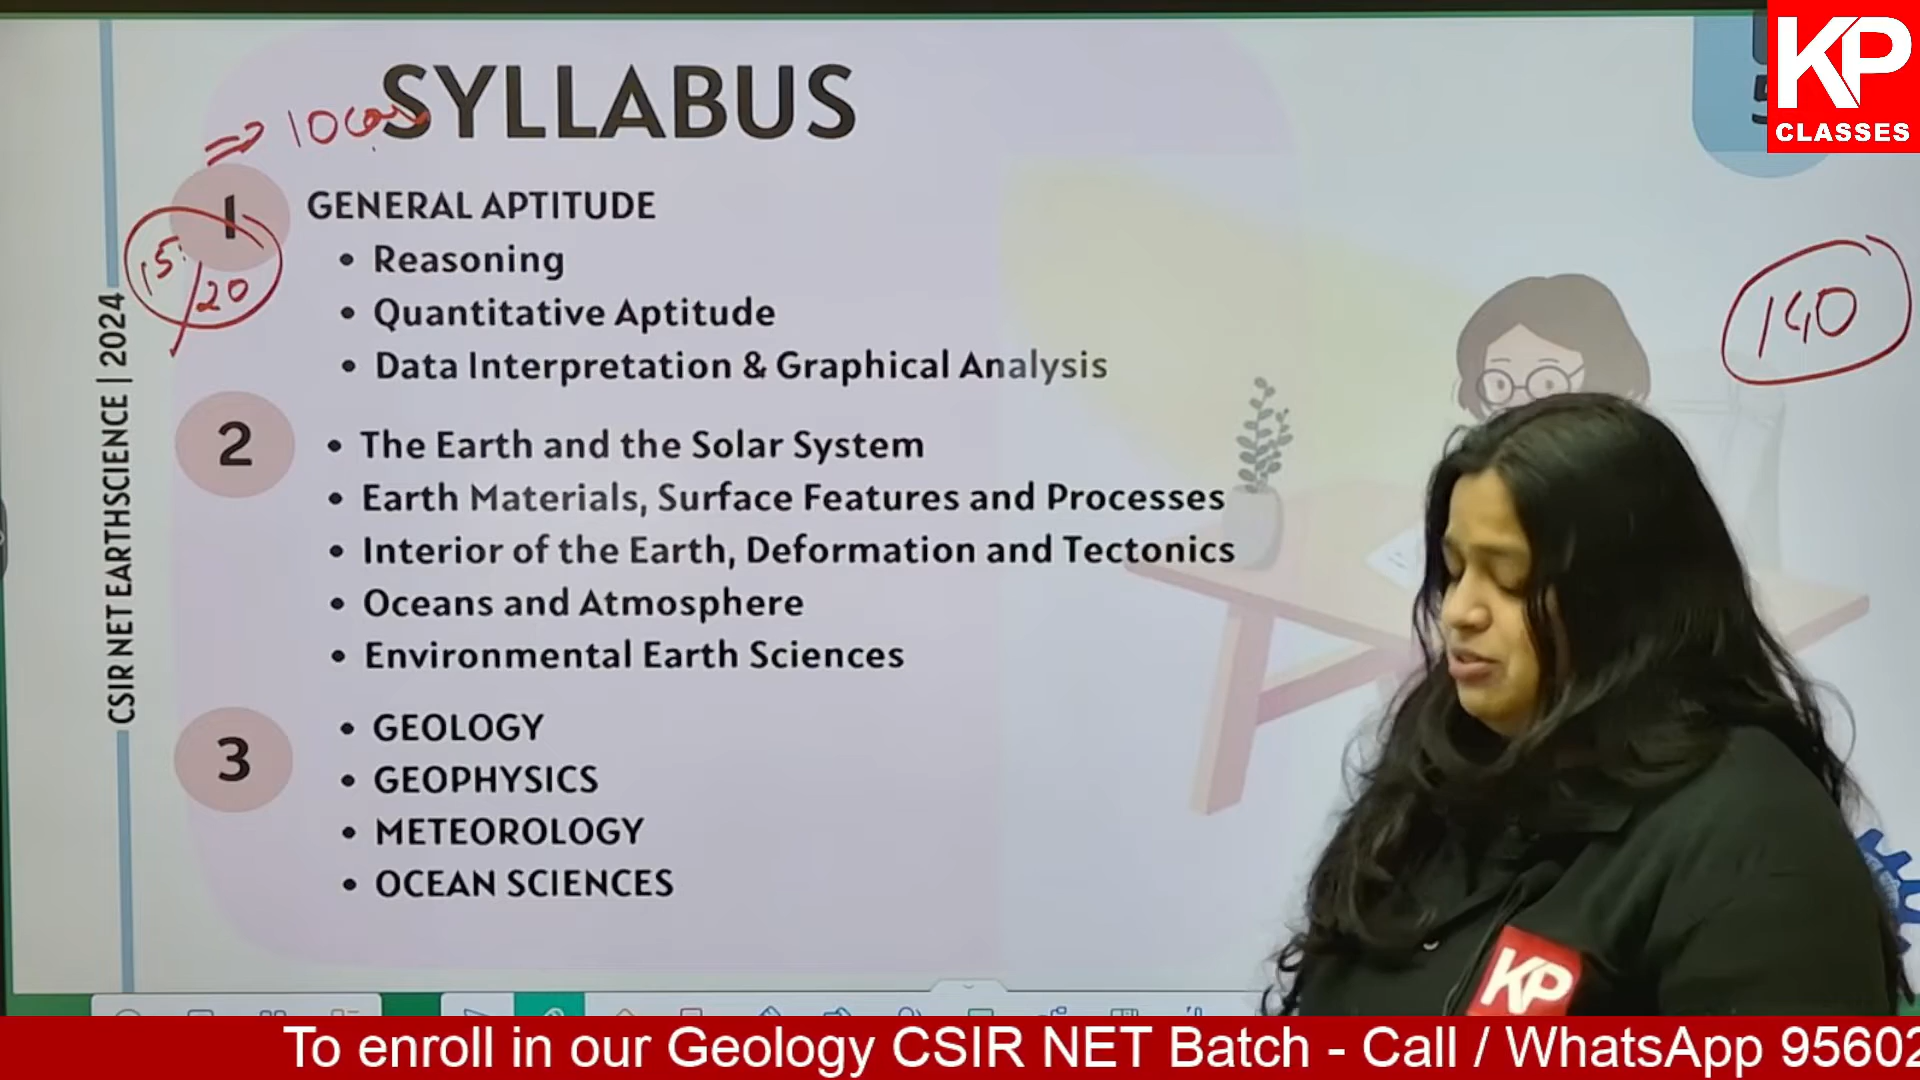 KP
CLASSES
SYLLABUS
1
GENERAL APTITUDE
• Reasoning
• Quantitative Aptitude
• Data Interpretation & Graphical Analysis
15/20
140
2
• The Earth and the Solar System
• Earth Materials, Surface Features and Processes
• Interior of the Earth, Deformation and Tectonics
• Oceans and Atmosphere
• Environmental Earth Sciences
3
• GEOLOGY
• GEOPHYSICS
• METEOROLOGY
• OCEAN SCIENCES
CSIR NET EARTHSCIENCE | 2024
KP
To enroll in our Geology CSIR NET Batch - Call / WhatsApp 95602